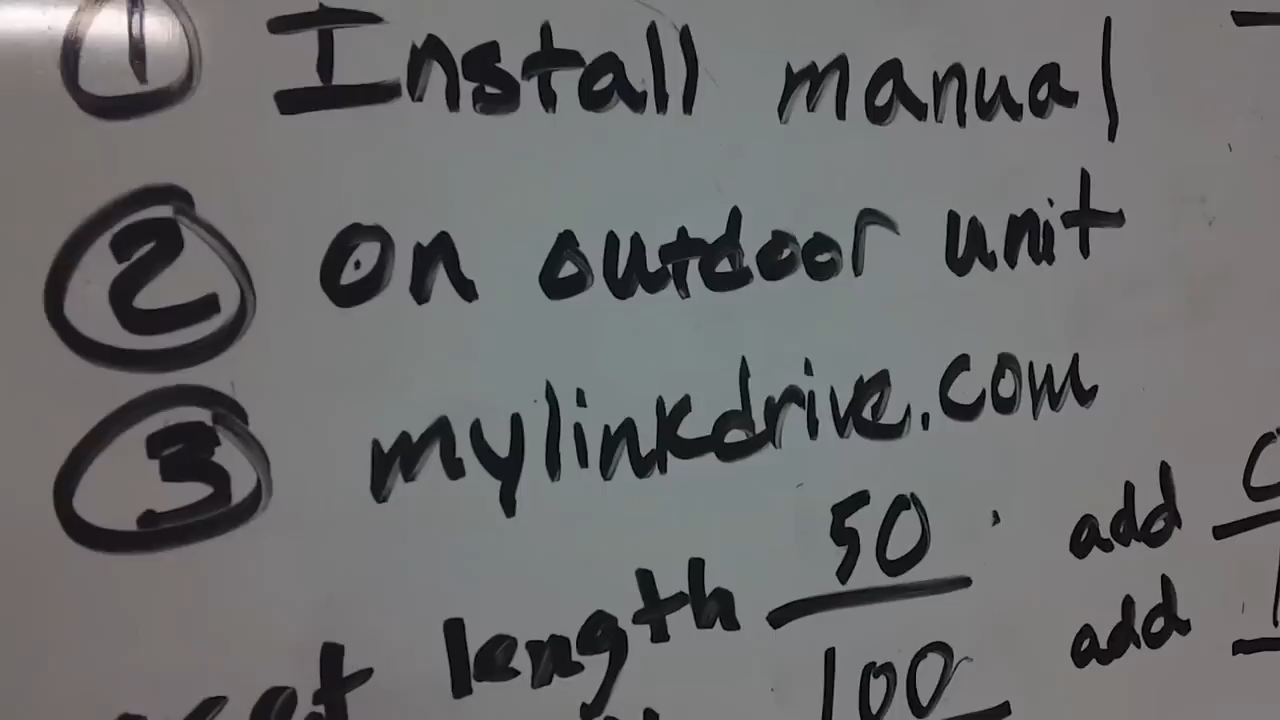 ① Install manual
② on outdoor unit
③ mylinkdrive.com
length 50 add
100 add